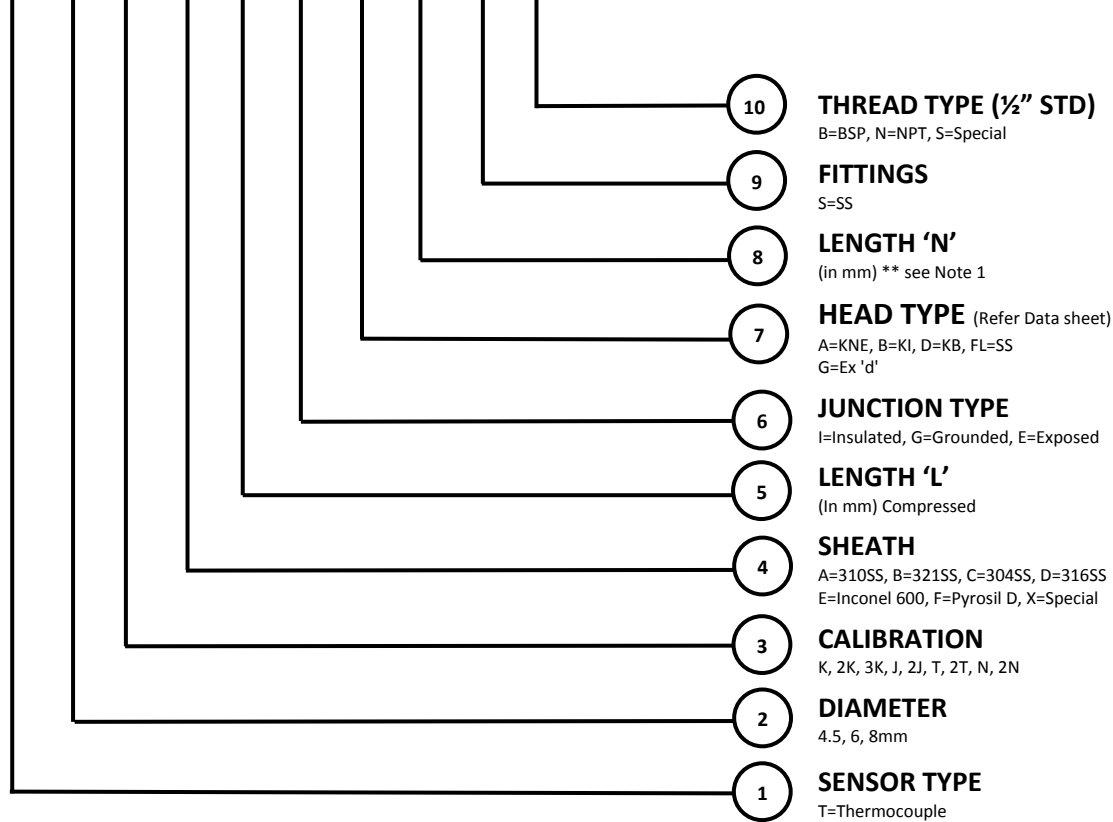 10
THREAD TYPE (½” STD)
B=BSP, N=NPT, S=Special
9
FITTINGS
S=SS
8
LENGTH ‘N’
(in mm) ** see Note 1
7
HEAD TYPE (Refer Data sheet)
A=KNE, B=KI, D=KB, FL=SS
G=Ex 'd'
6
JUNCTION TYPE
I=Insulated, G=Grounded, E=Exposed
5
LENGTH ‘L’
(In mm) Compressed
4
SHEATH
A=310SS, B=321SS, C=304SS, D=316SS
E=Inconel 600, F=Pyrosil D, X=Special
3
CALIBRATION
K, 2K, 3K, J, 2J, T, 2T, N, 2N
2
DIAMETER
4.5, 6, 8mm
1
SENSOR TYPE
T=Thermocouple